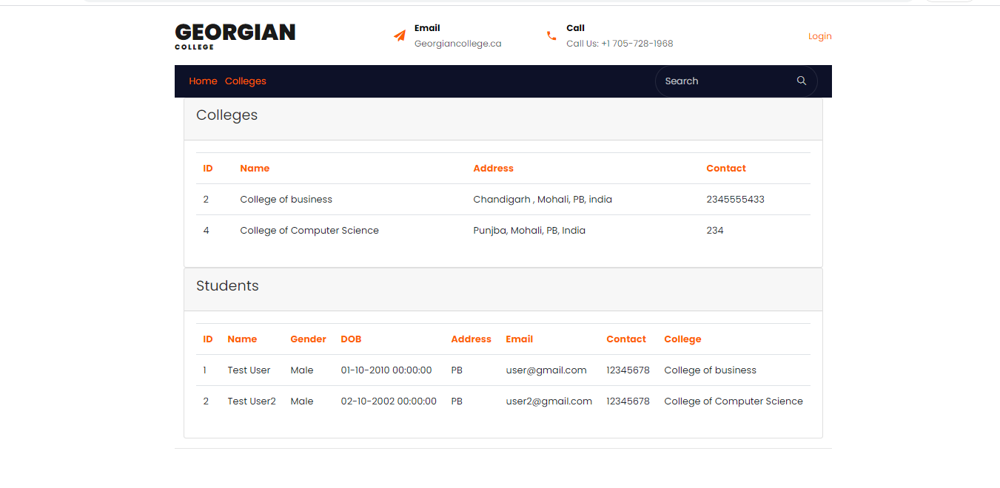 GEORGIAN
COLLEGE
Email
Georgiancollege.ca
Call
Call Us: +1 705-728-1968
Login
Home Colleges Search
Colleges
ID Name Address Contact
2 College of business Chandigarh , Mohali, PB, india 2345555433
4 College of Computer Science Punjba, Mohali, PB, India 234
Students
ID Name Gender DOB Address Email Contact College
1 Test User Male 01-10-2010 00:00:00 PB user@gmail.com 12345678 College of business
2 Test User2 Male 02-10-2002 00:00:00 PB user2@gmail.com 12345678 College of Computer Science